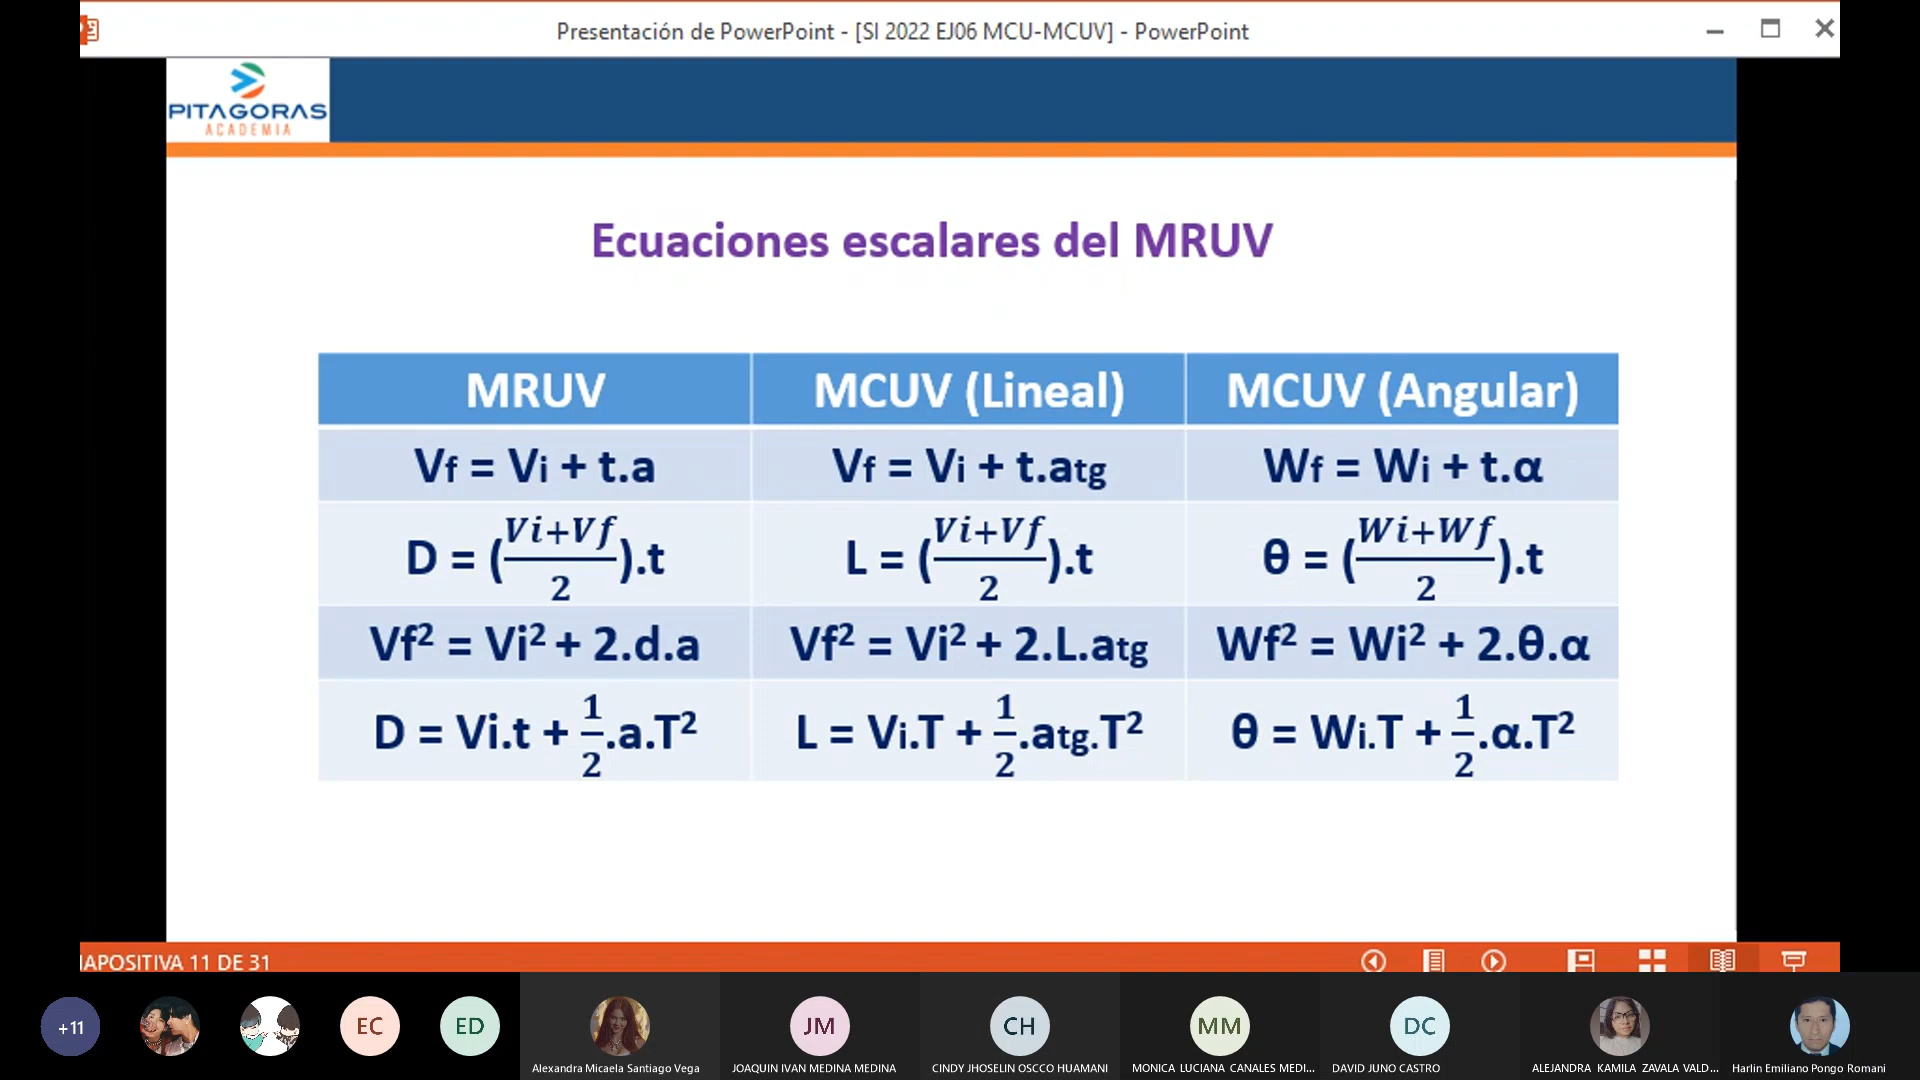 Presentación de PowerPoint - [SI 2022 EJ06 MCU-MCUV] - PowerPoint
PITAGORAS
ACADEMIA
Ecuaciones escalares del MRUV
MRUV MCUV (Lineal) MCUV (Angular)
Vf = Vi + t.a Vf = Vi + t.atg Wf = Wi + t.α
D = (Vi+Vf/2).t L = (Vi+Vf/2).t θ = (Wi+Wf/2).t
Vf² = Vi² + 2.d.a Vf² = Vi² + 2.L.atg Wf² = Wi² + 2.θ.α
D = Vi.t + 1/2.a.T² L = Vi.T + 1/2.atg.T² θ = Wi.T + 1/2.α.T²
IAPOSITIVA 11 DE 31
+11 EC ED JM CH MM DC
Alexandra Micaela Santiago Vega JOAQUIN IVAN MEDINA MEDINA CINDY JHOSELIN OSCCO HUAMANI MONICA LUCIANA CANALES MEDI... DAVID JUNO CASTRO ALEJANDRA KAMILA ZAVALA VALD... Harlin Emiliano Pongo Romani